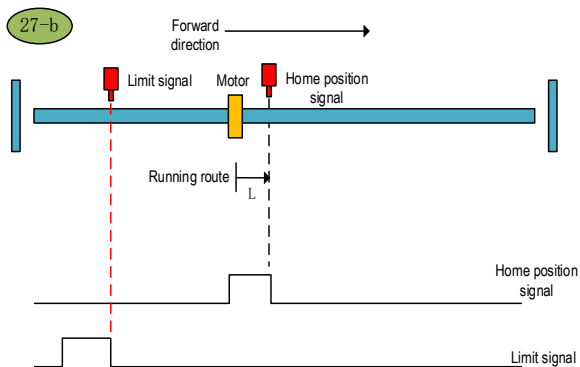 27-b
Forward
direction
Limit signal
Motor
Home position
signal
Running route
L
Home position
signal
Limit signal